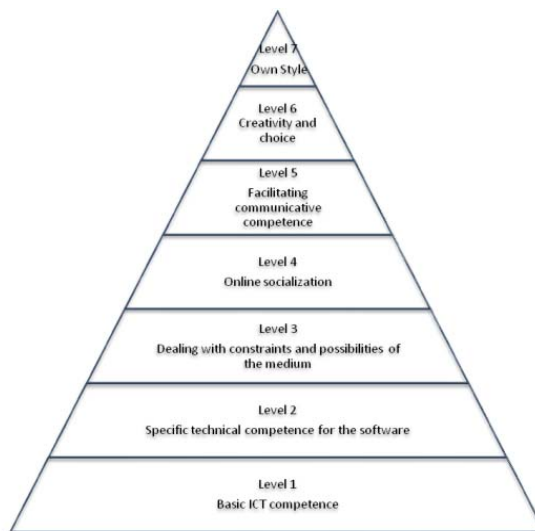 Level 7
Own Style
Level 6
Creativity and
choice
Level 5
Facilitating
communicative
competence
Level 4
Online socialization
Level 3
Dealing with constraints and possibilities of
the medium
Level 2
Specific technical competence for the software
Level 1
Basic ICT competence